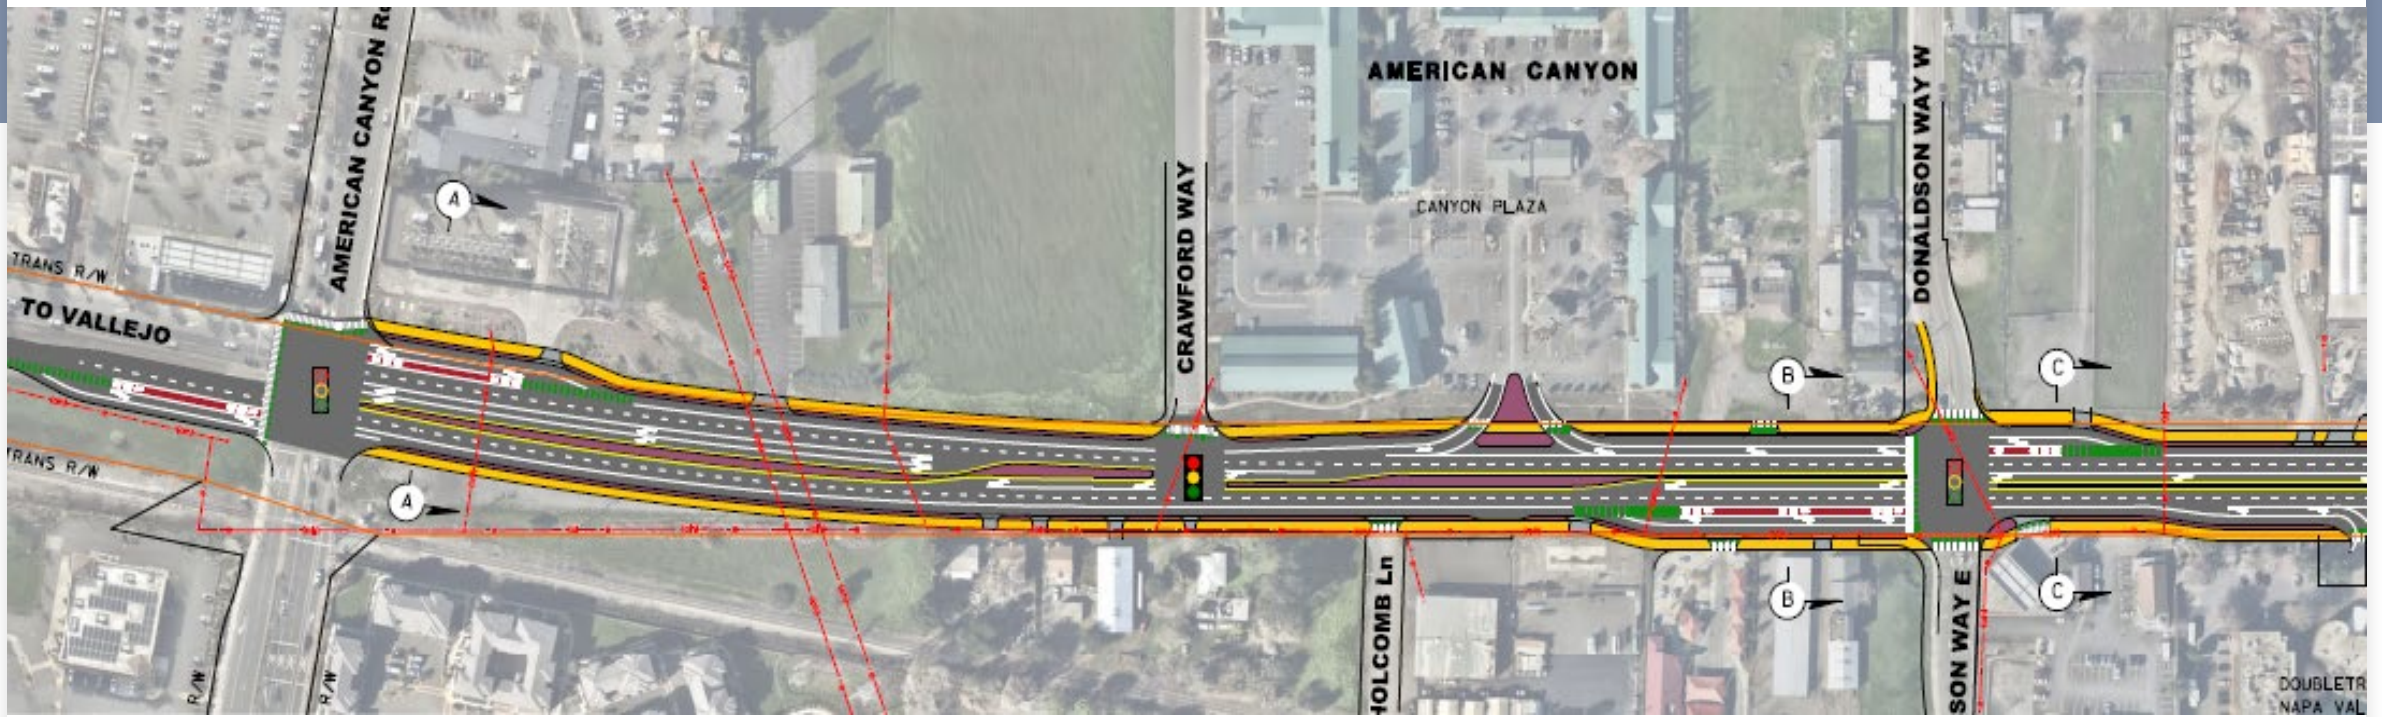 AMERICAN CANYON Rd
AMERICAN CANYON
CRAWFORD WAY
DONALDSON WAY W
A
CANYON PLAZA
TRANS R/W
TO VALLEJO
B
C
TRANS R/W
A
R/W
R/W
HOLCOMB Ln
B
SON WAY E
C
DOUBLETR
NAPA VAL